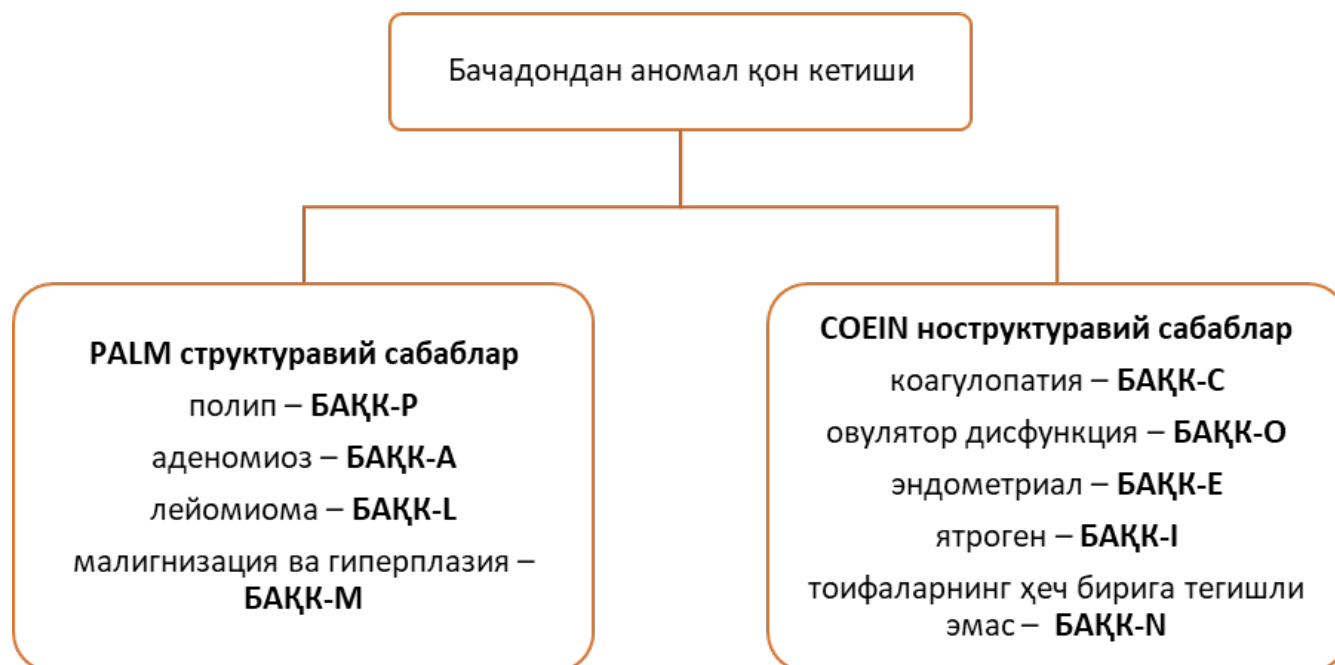 Бачадондан аномал қон кетиши
PALM структуравий сабаблар
полип – БАҚК-P
аденомиоз – БАҚК-A
лейомиома – БАҚК-L
малигнизация ва гиперплазия –
БАҚК-M
COEIN ноструктуравий сабаблар
коагулопатия – БАҚК-C
овулятор дисфункция – БАҚК-O
эндометриал – БАҚК-E
ятроген – БАҚК-I
тоифаларнинг ҳеч бирига тегишли
эмас – БАҚК-N